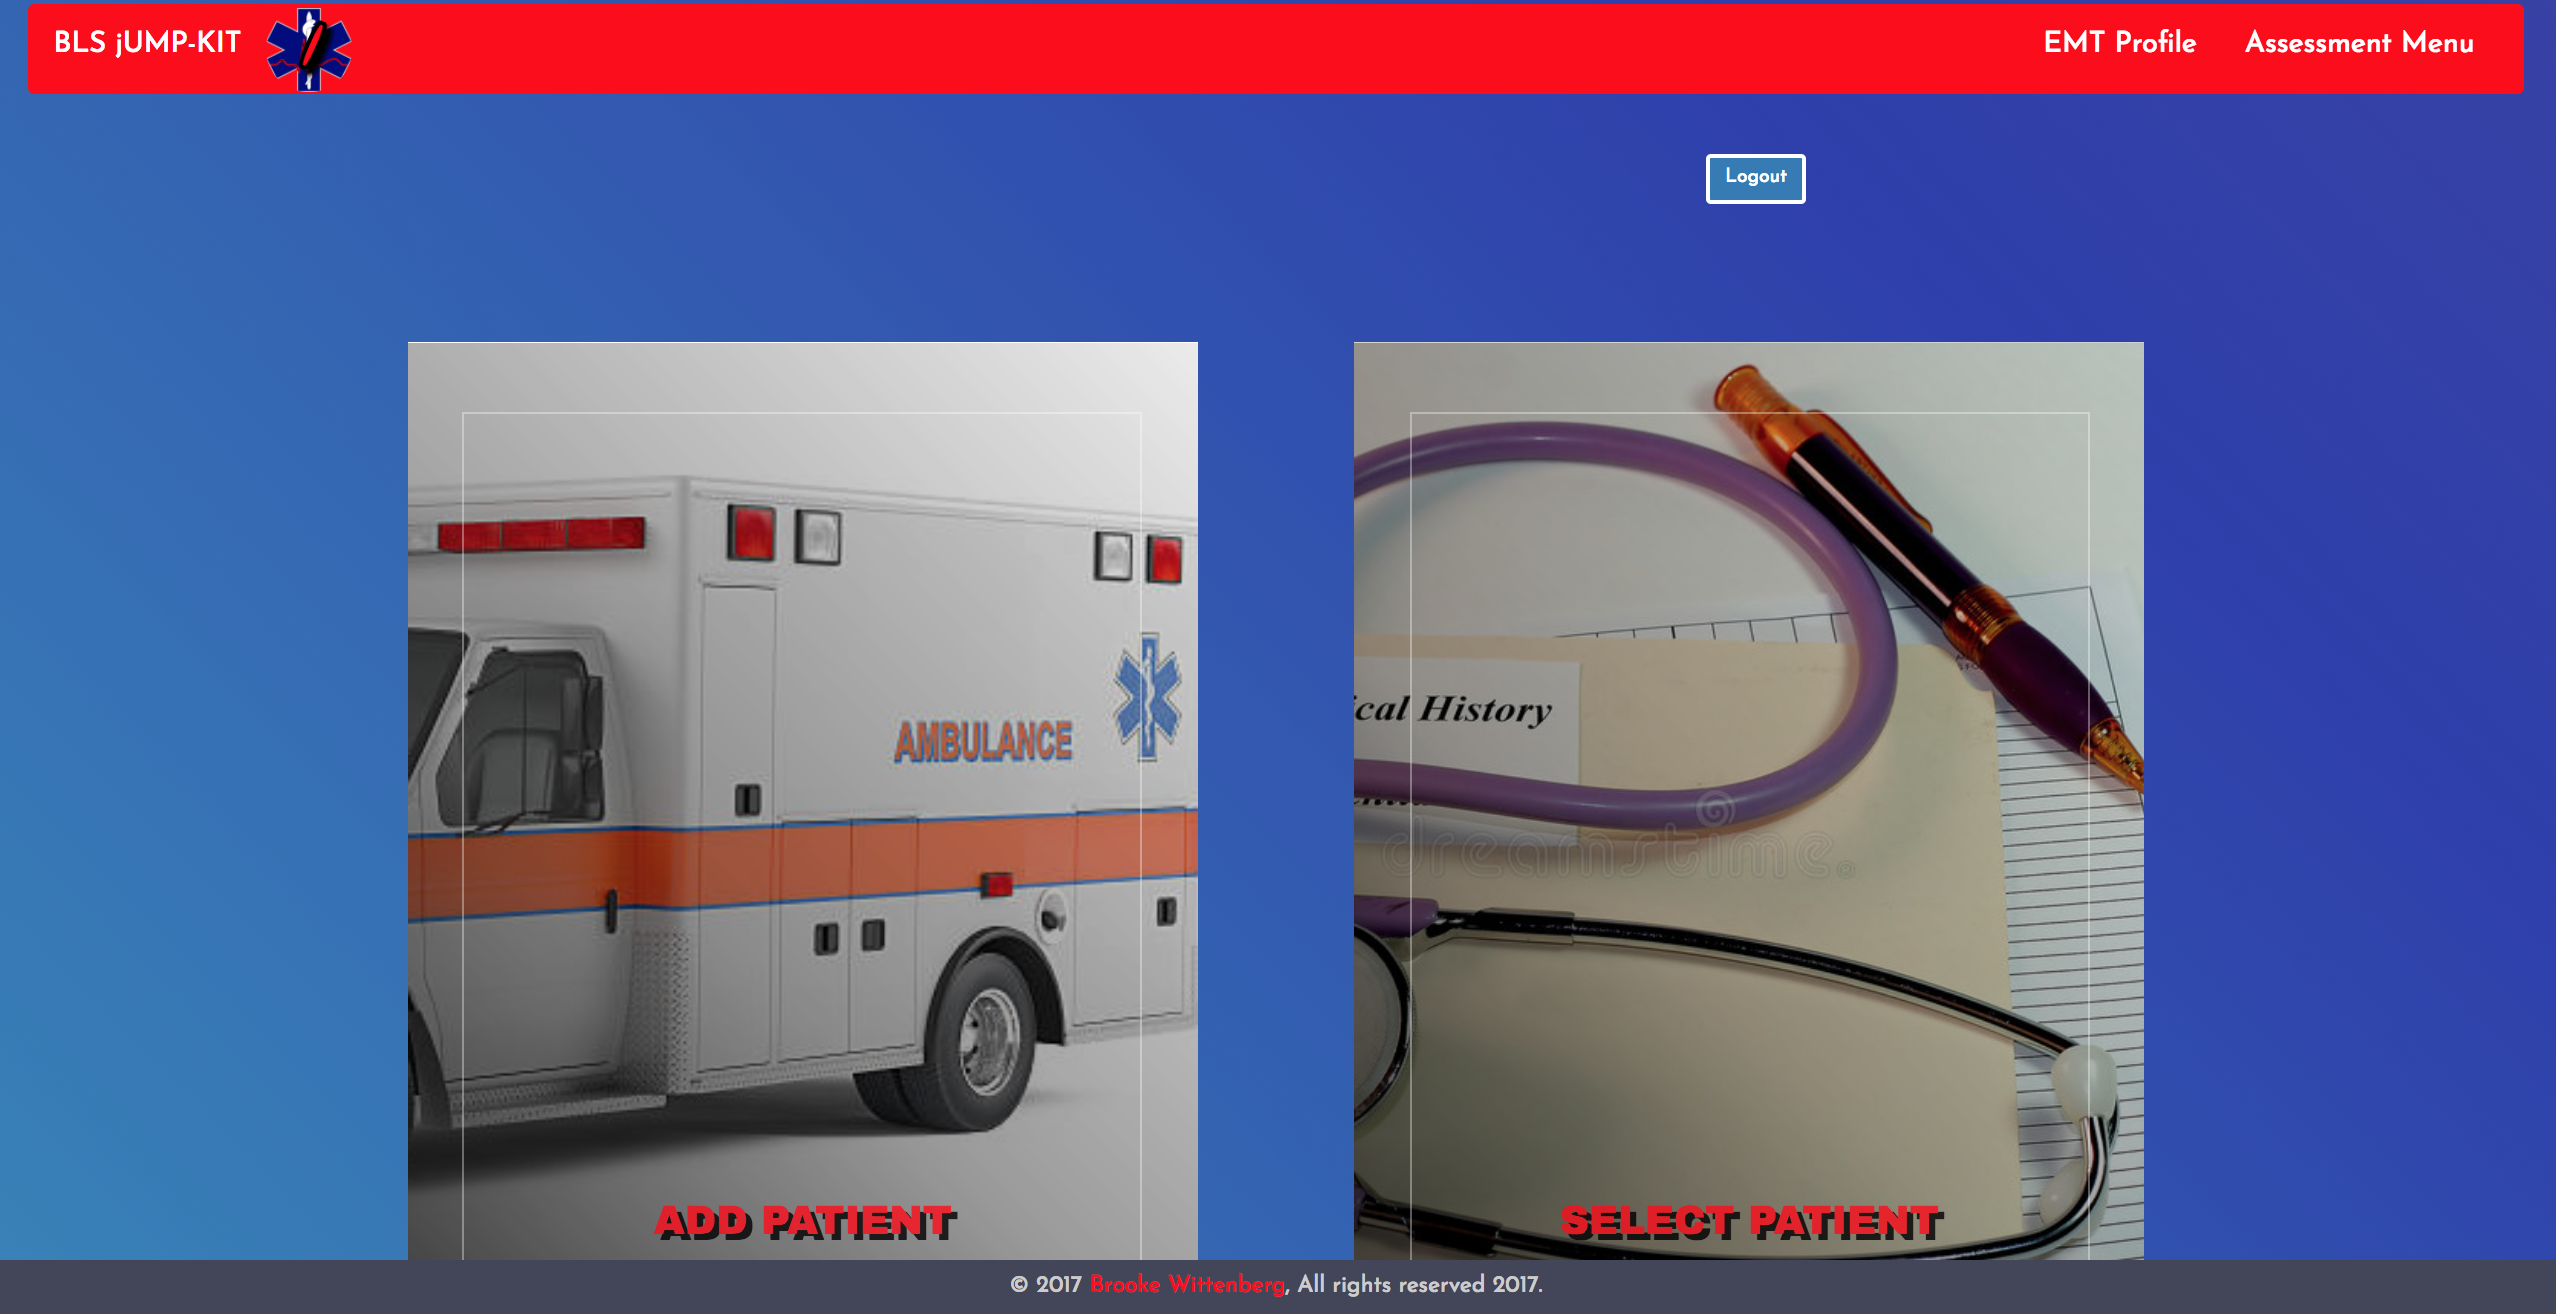 BLS jUMP-KIT
EMT Profile
Assessment Menu
Logout
AMBULANCE
cal History
dreamstime
ADD PATIENT
SELECT PATIENT
© 2017 Brooke Wittenberg, All rights reserved 2017.